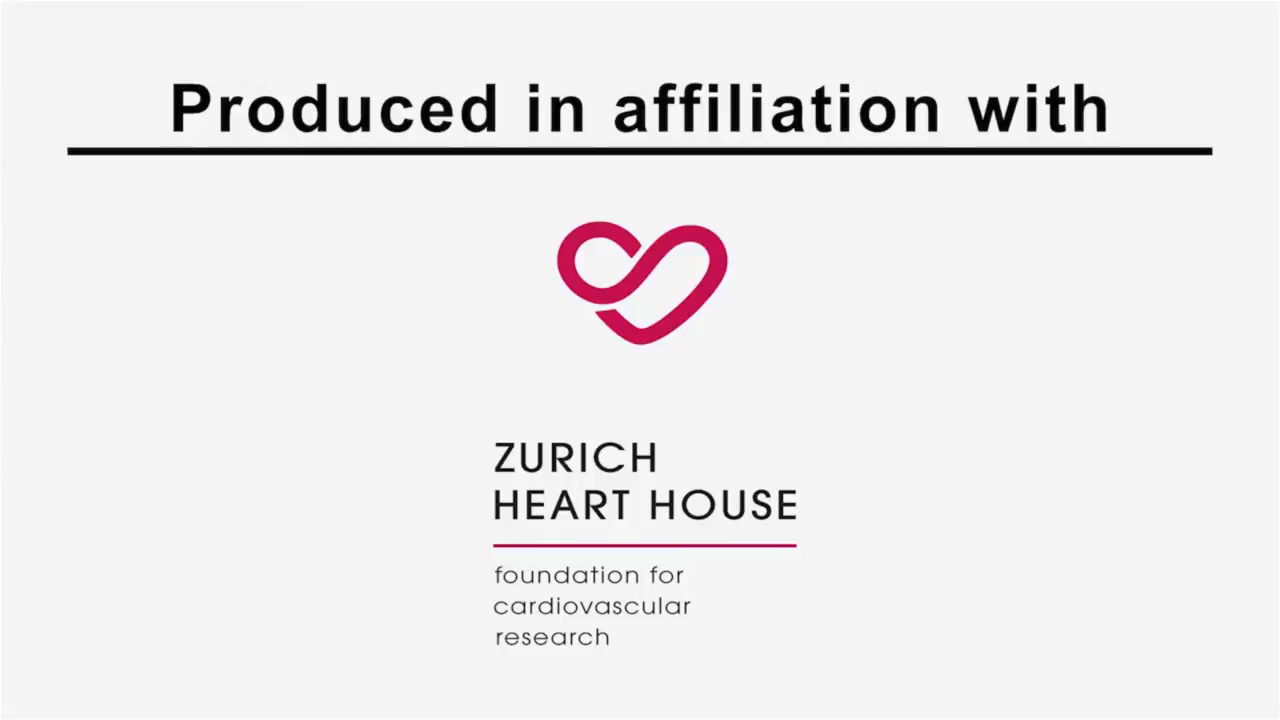 Produced in affiliation with
ZURICH
HEART HOUSE
foundation for
cardiovascular
research